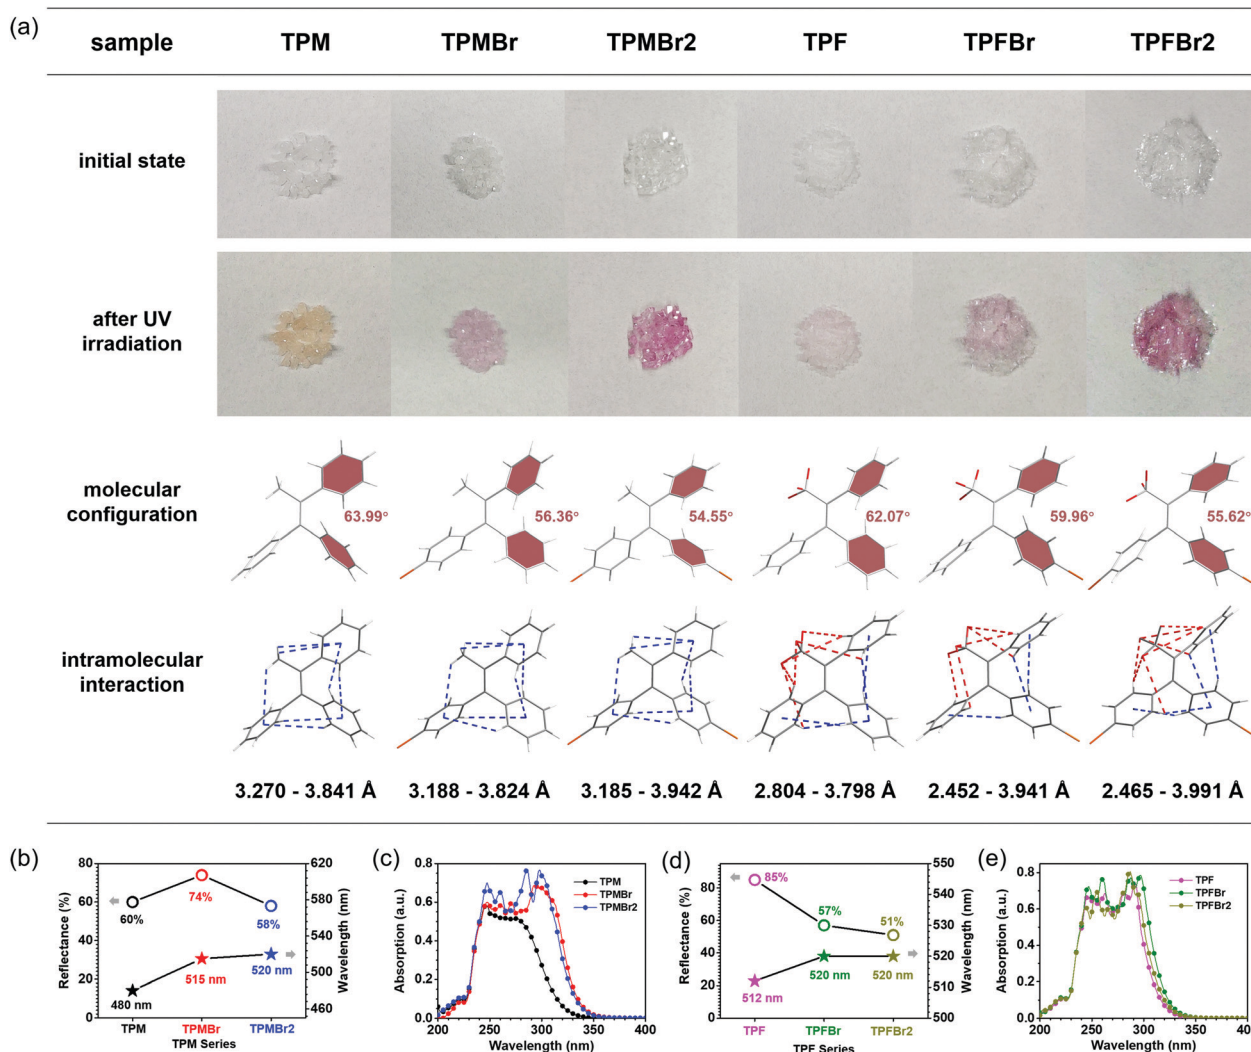 (a)
sample TPM TPMBr TPMBr2 TPF TPFBr TPFBr2
initial state
after UV
irradiation
molecular
configuration
63.99° 56.36° 54.55° 62.07° 59.96° 55.62°
intramolecular
interaction
3.270 - 3.841 Å 3.188 - 3.824 Å 3.185 - 3.942 Å 2.804 - 3.798 Å 2.452 - 3.941 Å 2.465 - 3.991 Å
(b)
Reflectance (%)
80
60
40
20
0
60%
74%
58%
480 nm
515 nm
520 nm
620
580
540
500
460
Wavelength (nm)
TPM TPMBr TPMBr2
TPM Series
(c)
Absorption (a.u.)
0.8
0.6
0.4
0.2
0.0
TPM
TPMBr
TPMBr2
200 250 300 350 400
Wavelength (nm)
(d)
Reflectance (%)
80
60
40
20
0
85%
57%
51%
512 nm
520 nm
520 nm
550
540
530
520
510
500
Wavelength (nm)
TPF TPFBr TPFBr2
TPF Series
(e)
Absorption (a.u.)
0.8
0.6
0.4
0.2
0.0
TPF
TPFBr
TPFBr2
200 250 300 350 400
Wavelength (nm)